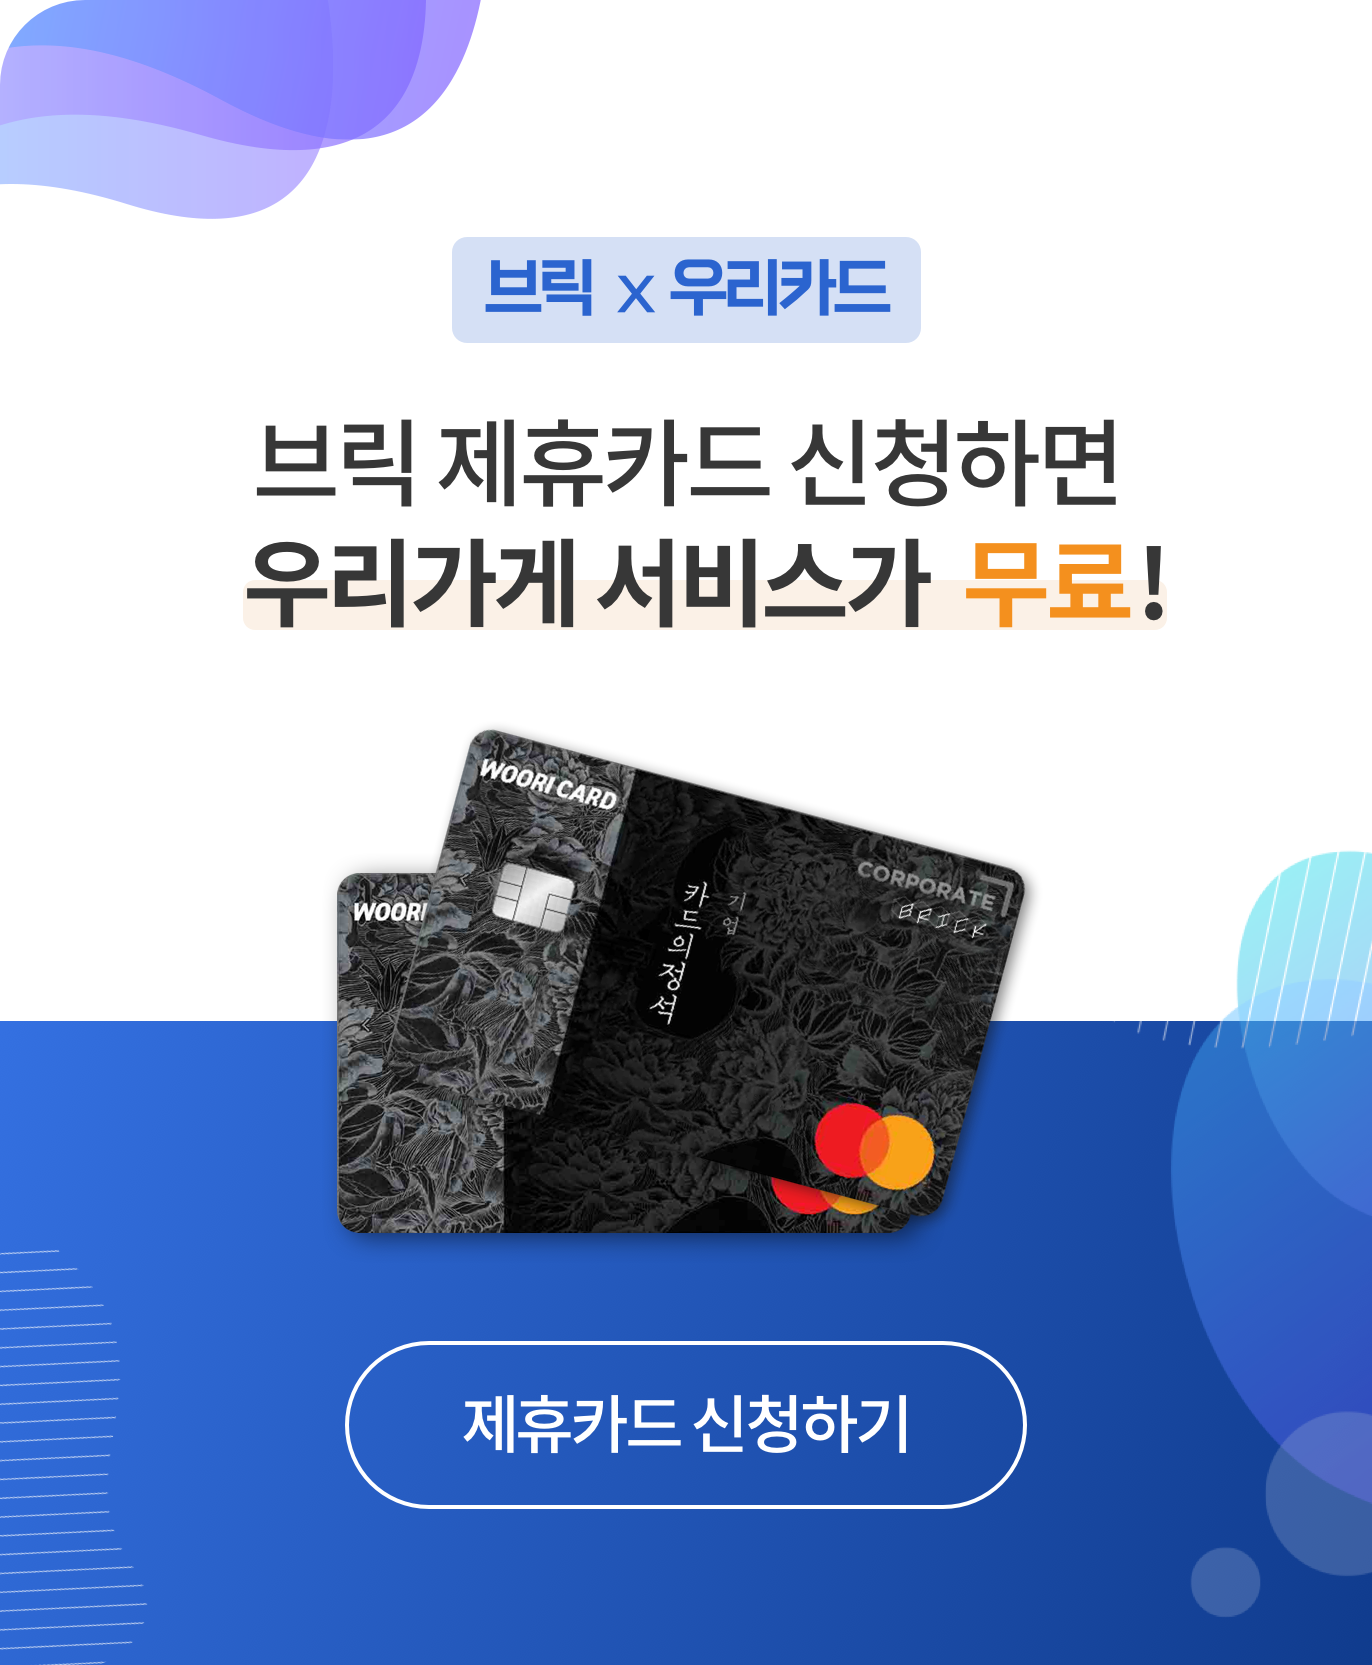 브릭 x 우리카드
브릭 제휴카드 신청하면
우리가게 서비스가 무료!
WOORI CARD
CORPORATE
BRICK
카드의정석
기업
WOORI
제휴카드 신청하기